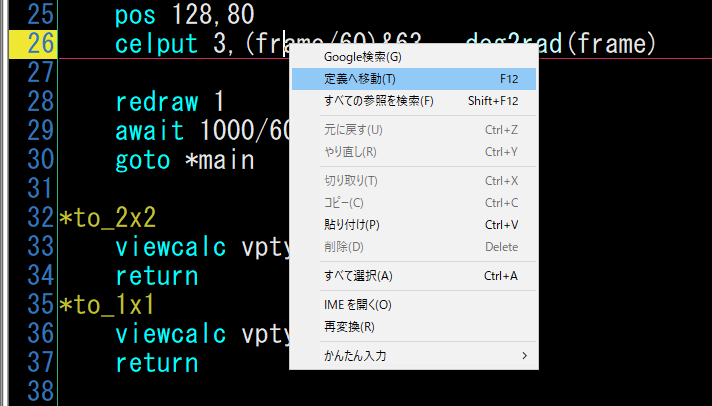 25 pos 128,80
26 celput 3,(frame/60)&63 deg2rad(frame)
27
28 redraw 1
29 await 1000/60
30 goto *main
31
32 *to_2x2
33 viewcalc vpty
34 return
35 *to_1x1
36 viewcalc vpty
37 return
38
Google検索(G)
定義へ移動(T) F12
すべての参照を検索(F) Shift+F12
元に戻す(U) Ctrl+Z
やり直し(R) Ctrl+Y
切り取り(T) Ctrl+X
コピー(C) Ctrl+C
貼り付け(P) Ctrl+V
削除(D) Delete
すべて選択(A) Ctrl+A
IME を開く(O)
再変換(R)
かんたん入力